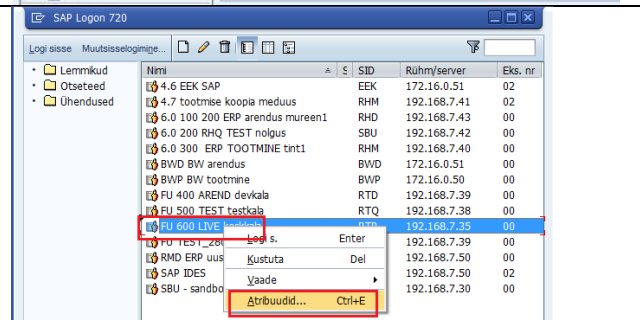 SAP Logon 720
Logi sisse Muutsisselogimine...
Lemmikud
Otseteed
Ühendused
Nimi S SID Rühm/server Eks. nr
4.6 EEK SAP EEK 172.16.0.51 02
4.7 tootmise koopia meduus RHM 192.168.7.41 02
6.0 100 200 ERP arendus mureen1 RHD 192.168.7.43 00
6.0 200 RHQ TEST nolgus SBU 192.168.7.42 00
6.0 300 ERP TOOTMINE tint1 RHM 192.168.7.40 00
BWD BW arendus BWD 172.16.0.51 00
BWP BW tootmine BWP 172.16.0.50 00
FU 400 AREND devkala RTD 192.168.7.39 00
FU 500 TEST testkala RTQ 192.168.7.38 00
FU 600 LIVE RTP 192.168.7.35 00
FU TEST_280 192.168.7.39 00
RMD ERP uus 192.168.7.50 00
SAP IDES 192.168.7.50 02
SBU - sandbo 192.168.7.30 00
Logi s. Enter
Kustuta Del
Vaade
Atribuudid... Ctrl+E